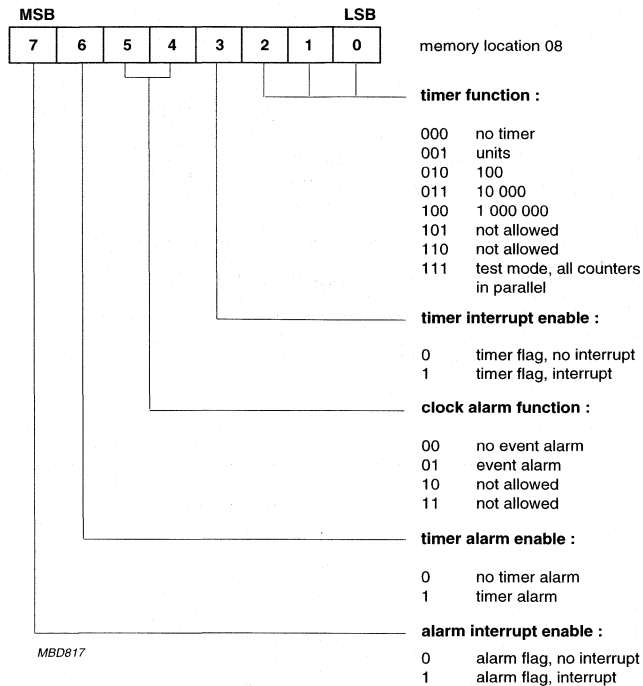 MSB LSB
7 6 5 4 3 2 1 0 memory location 08
timer function :
000 no timer
001 units
010 100
011 10 000
100 1 000 000
101 not allowed
110 not allowed
111 test mode, all counters
in parallel
timer interrupt enable :
0 timer flag, no interrupt
1 timer flag, interrupt
clock alarm function :
00 no event alarm
01 event alarm
10 not allowed
11 not allowed
timer alarm enable :
0 no timer alarm
1 timer alarm
alarm interrupt enable :
MBD817
0 alarm flag, no interrupt
1 alarm flag, interrupt